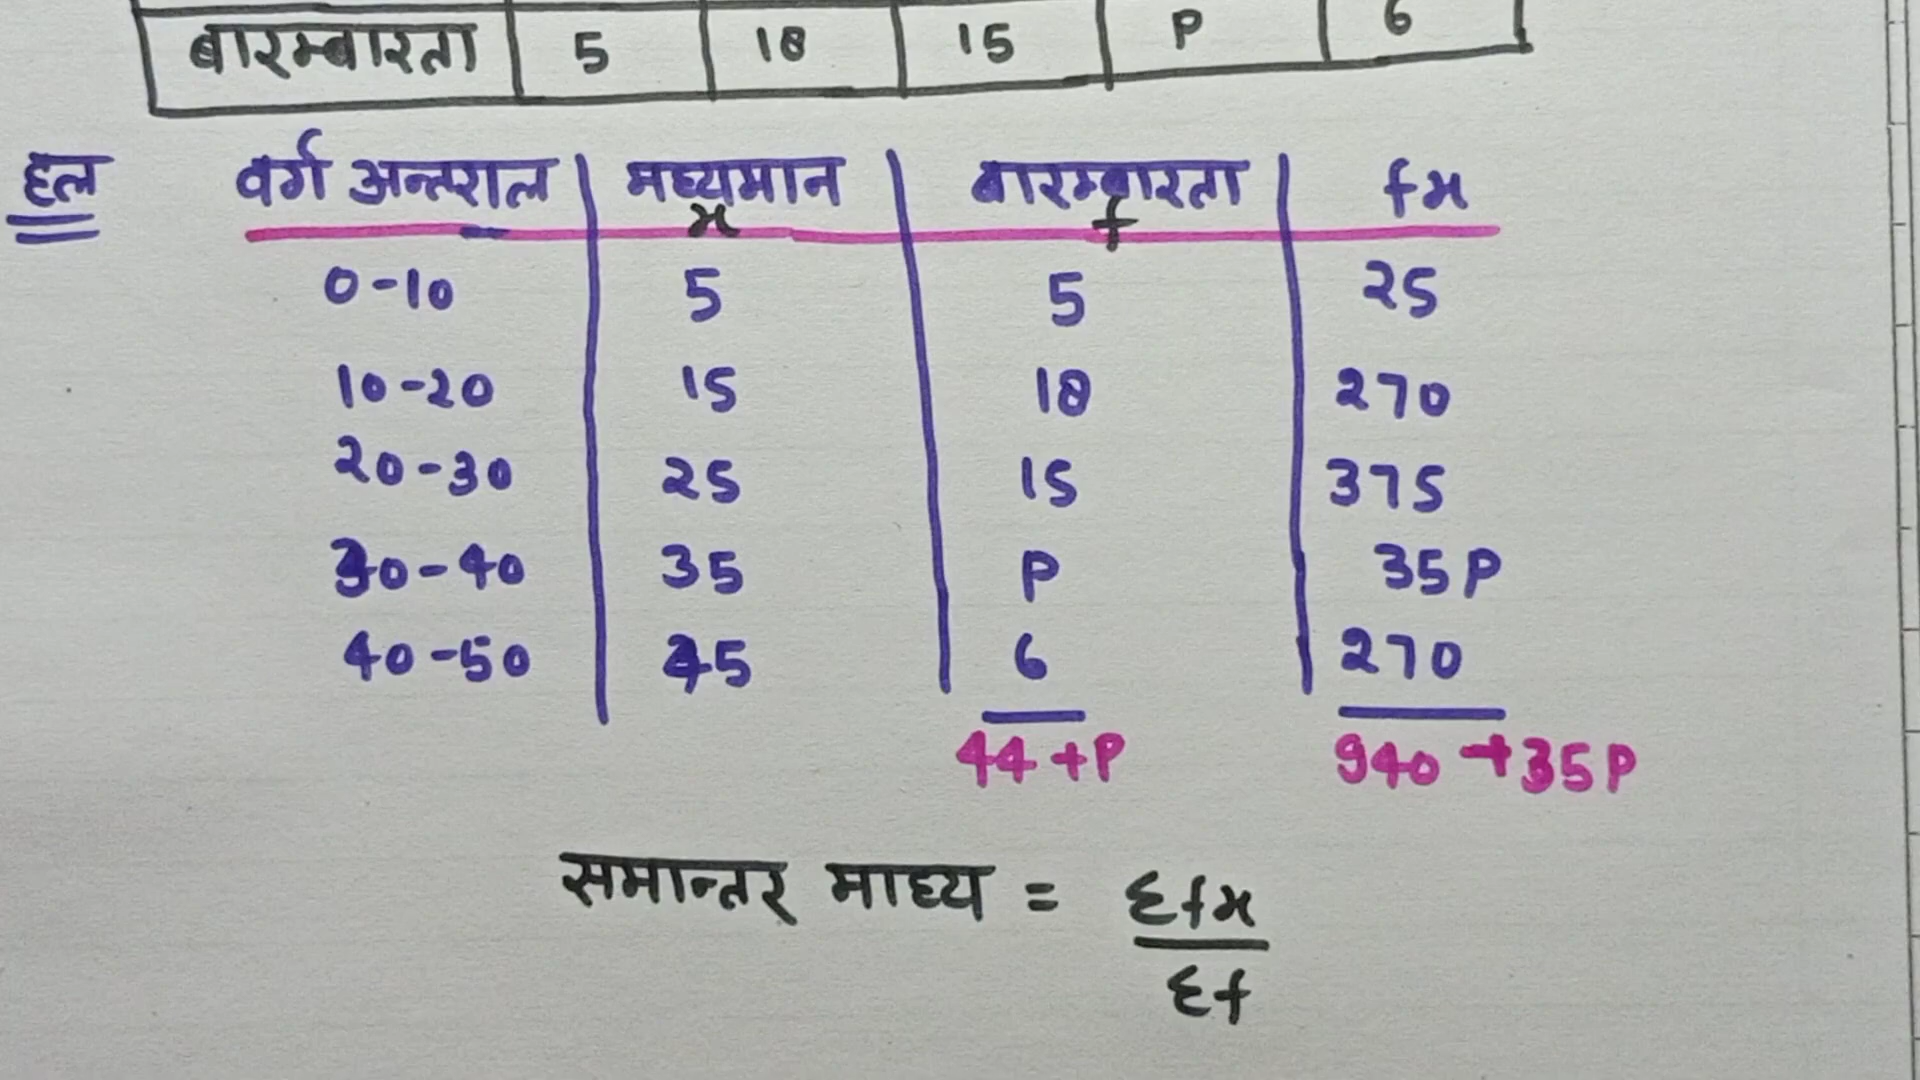 बारम्बारता 5 18 15 P 6
हल वर्ग अन्तराल मध्यमान x बारम्बारता f fx
0-10 5 5 25
10-20 15 18 270
20-30 25 15 375
30-40 35 P 35P
40-50 45 6 270
44+P 940+35P
समान्तर माध्य = Σfx
Σf